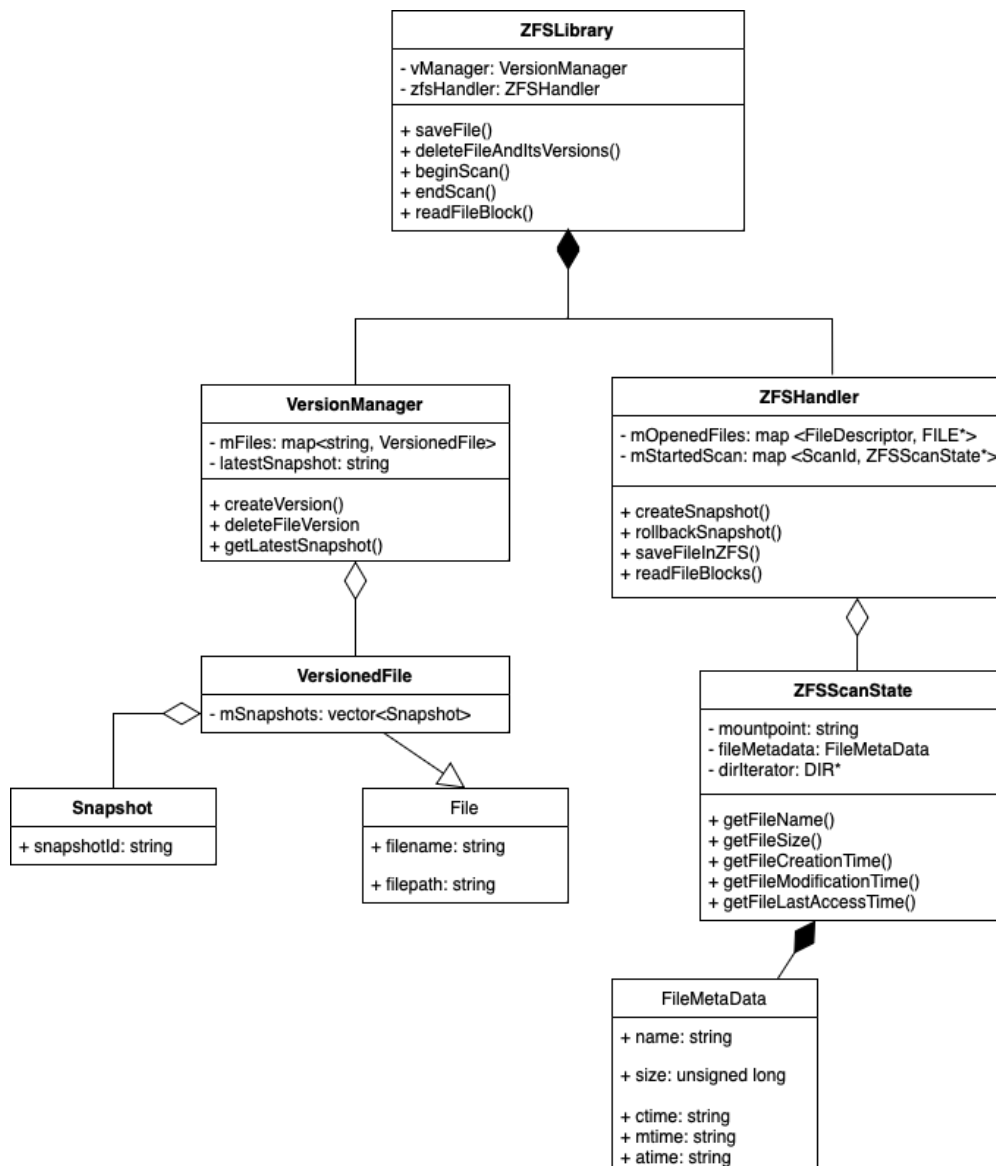 ZFSLibrary
- vManager: VersionManager
- zfsHandler: ZFSHandler
+ saveFile()
+ deleteFileAndItsVersions()
+ beginScan()
+ endScan()
+ readFileBlock()
VersionManager
- mFiles: map<string, VersionedFile>
- latestSnapshot: string
+ createVersion()
+ deleteFileVersion
+ getLatestSnapshot()
ZFSHandler
- mOpenedFiles: map <FileDescriptor, FILE*>
- mStartedScan: map <ScanId, ZFSScanState*>
+ createSnapshot()
+ rollbackSnapshot()
+ saveFileInZFS()
+ readFileBlocks()
VersionedFile
- mSnapshots: vector<Snapshot>
ZFSScanState
- mountpoint: string
- fileMetadata: FileMetaData
- dirIterator: DIR*
+ getFileName()
+ getFileSize()
+ getFileCreationTime()
+ getFileModificationTime()
+ getFileLastAccessTime()
Snapshot
+ snapshotId: string
File
+ filename: string
+ filepath: string
FileMetaData
+ name: string
+ size: unsigned long
+ ctime: string
+ mtime: string
+ atime: string